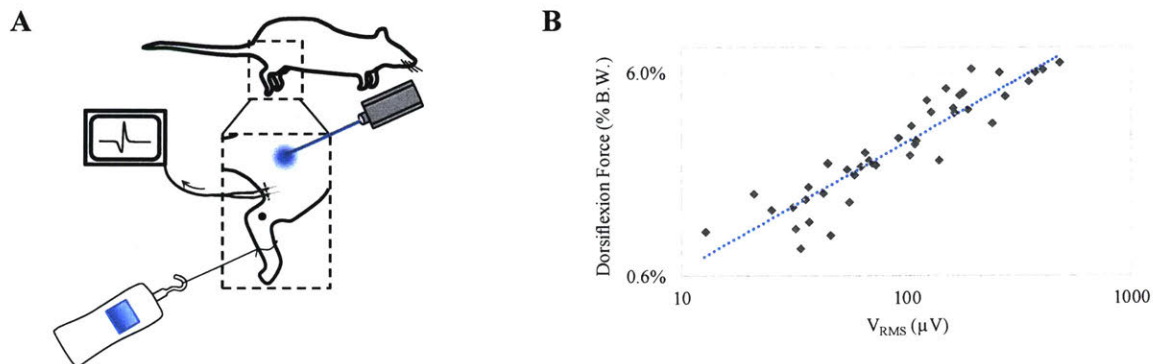 A
B
6.0%
Dorsiflexion Force (% B.W.)
0.6%
10
100
1000
V_RMS (µV)